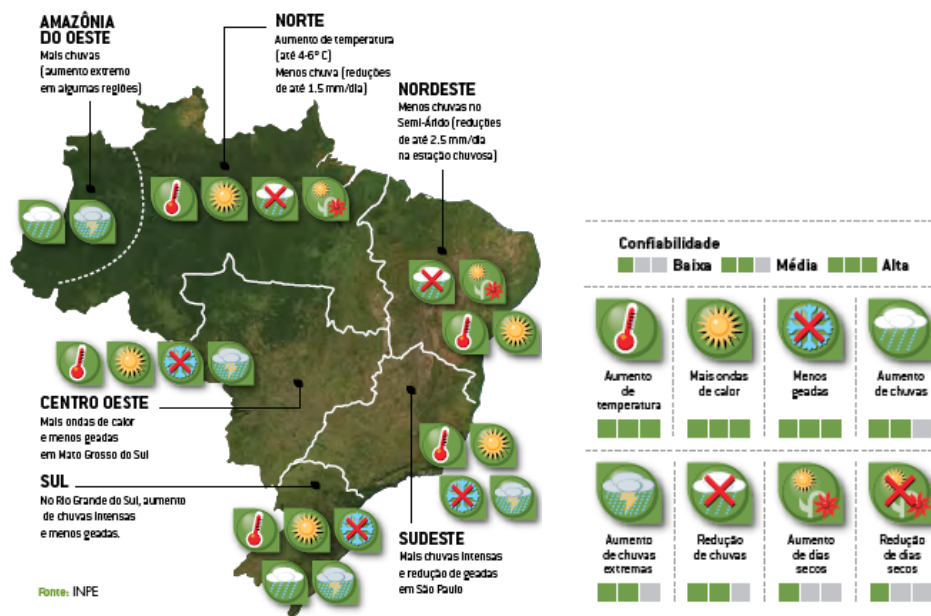 AMAZÔNIA
DO OESTE
Mais chuvas
(aumento extremo
em algumas regiões)
NORTE
Aumento de temperatura
(até 4-6° C)
Menos chuva (reduções
de até 1.5 mm/dia)
NORDESTE
Menos chuvas no
Semi-Árido (reduções
de até 2.5 mm/dia
na estação chuvosa)
CENTRO OESTE
Mais ondas de calor
e menos geadas
em Mato Grosso do Sul
SUL
No Rio Grande do Sul, aumento
de chuvas intensas
e menos geadas.
SUDESTE
Mais chuvas intensas
e redução de geadas
em São Paulo
Fonte: INPE
Confiabilidade
Baixa Média Alta
Aumento
de
temperatura
Mais ondas
de calor
Menos
geadas
Aumento
de chuvas
Aumento
de chuvas
extremas
Redução
de chuvas
Aumento
de dias
secos
Redução
de dias
secos